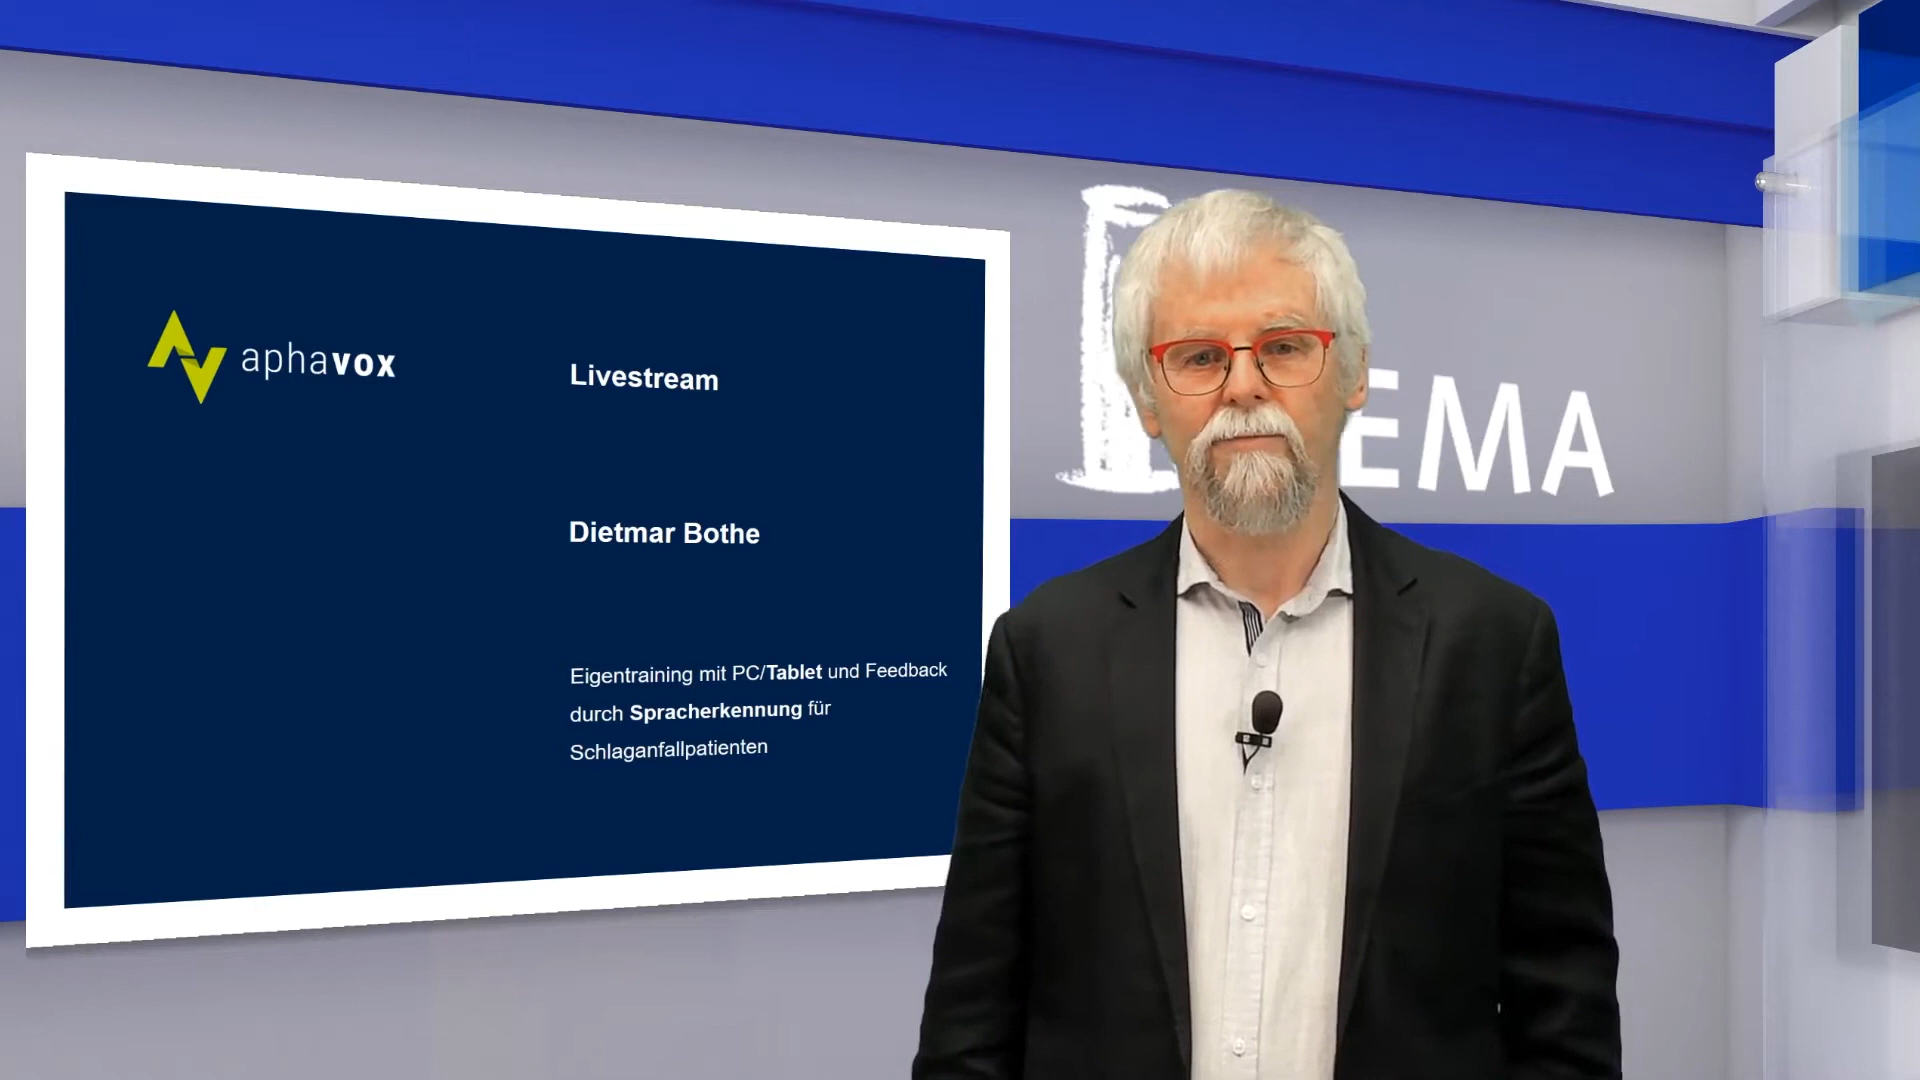 aphavox
Livestream
Dietmar Bothe
Eigentraining mit PC/Tablet und Feedback
durch Spracherkennung für
Schlaganfallpatienten
EMA